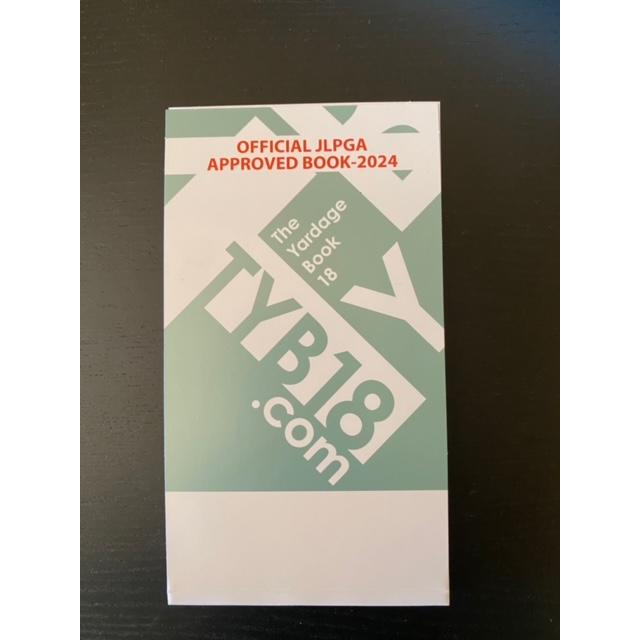 OFFICIAL JLPGA
APPROVED BOOK-2024
The
Yardage
Book
18
TYB18
.com
Y